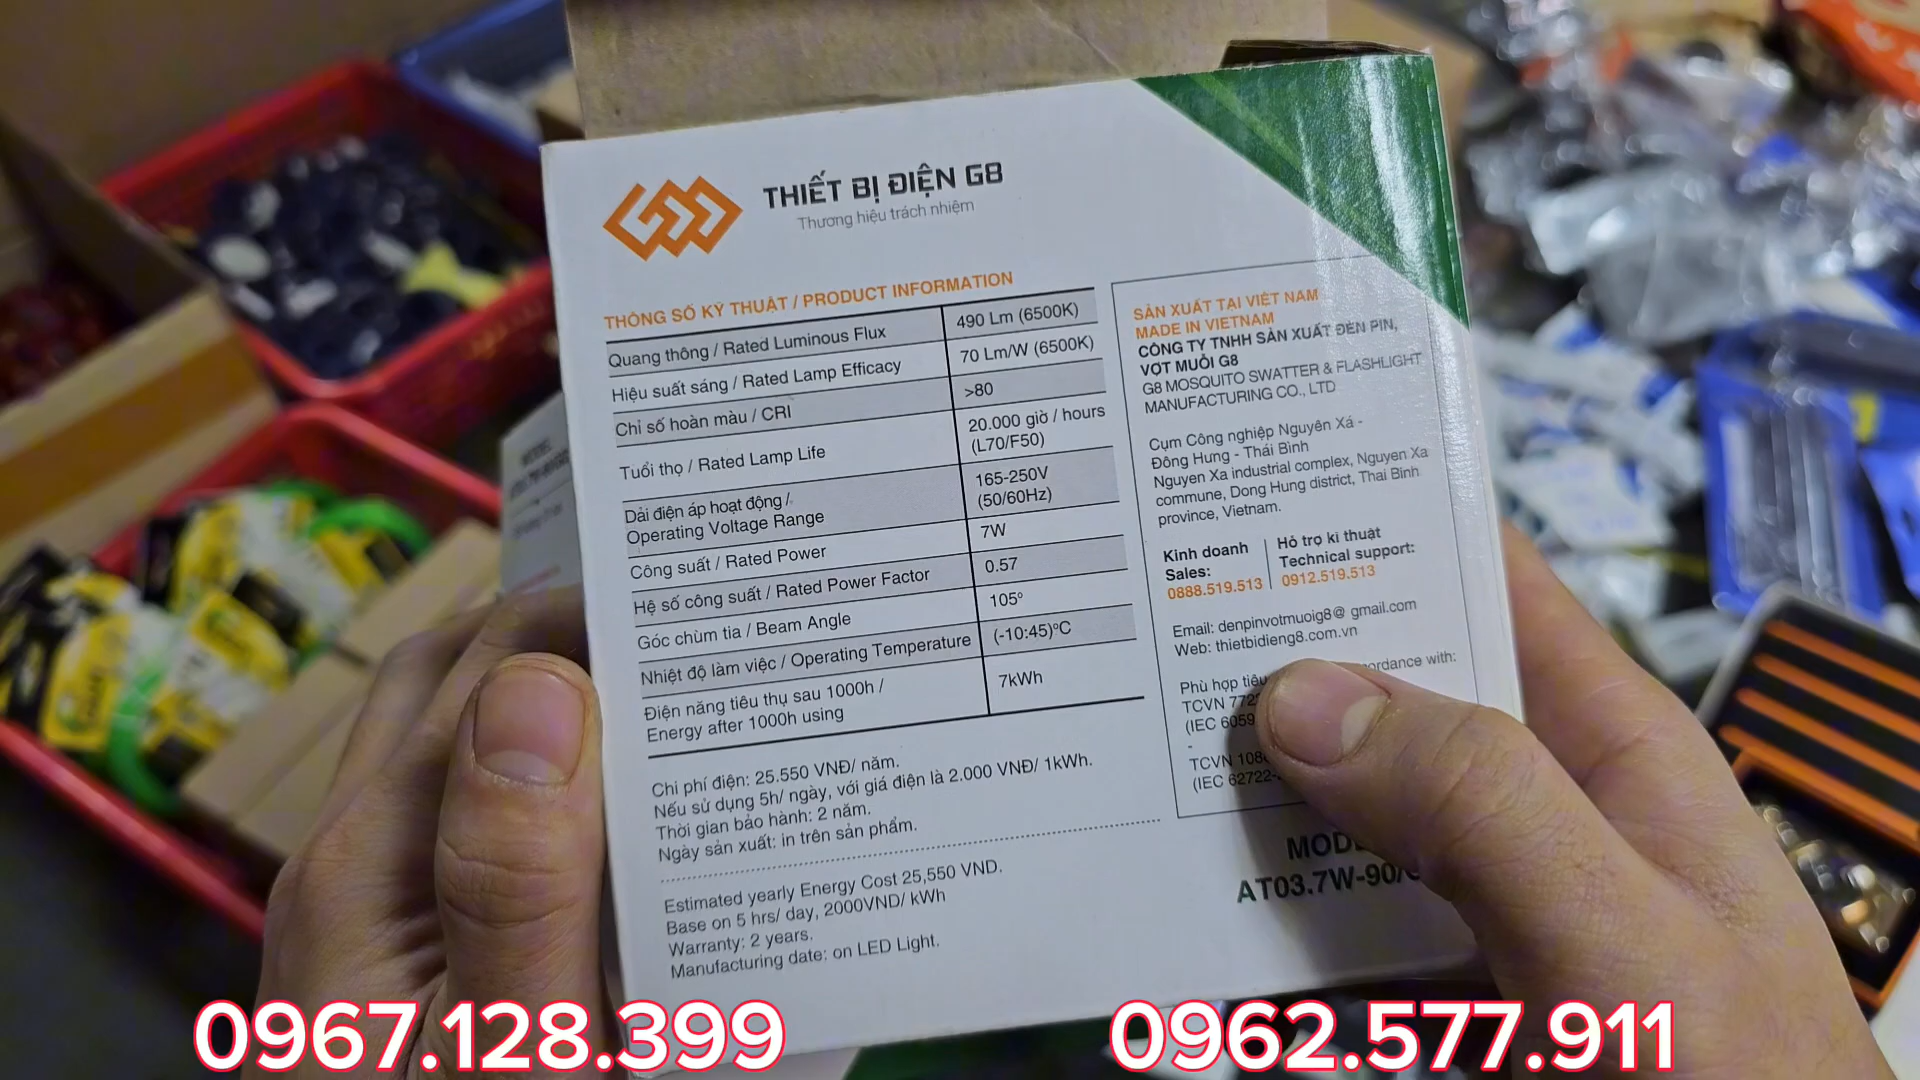 THIẾT BỊ ĐIỆN G8
Thương hiệu trách nhiệm
THÔNG SỐ KỸ THUẬT / PRODUCT INFORMATION
Quang thông / Rated Luminous Flux 490 Lm (6500K)
Hiệu suất sáng / Rated Lamp Efficacy 70 Lm/W (6500K)
Chỉ số hoàn màu / CRI >80
Tuổi thọ / Rated Lamp Life 20.000 giờ / hours
(L70/F50)
Dải điện áp hoạt động /
Operating Voltage Range
165-250V
(50/60Hz)
Công suất / Rated Power 7W
Hệ số công suất / Rated Power Factor 0.57
Góc chùm tia / Beam Angle 105º
Nhiệt độ làm việc / Operating Temperature (-10:45)ºC
Điện năng tiêu thụ sau 1000h /
Energy after 1000h using
7kWh
Chi phí điện: 25.550 VNĐ/ năm.
Nếu sử dụng 5h/ ngày, với giá điện là 2.000 VNĐ/ 1kWh.
Thời gian bảo hành: 2 năm.
Ngày sản xuất: in trên sản phẩm.
Estimated yearly Energy Cost 25,550 VND.
Base on 5 hrs/ day, 2000VND/ kWh
Warranty: 2 years.
Manufacturing date: on LED Light.
SẢN XUẤT TẠI VIỆT NAM
MADE IN VIETNAM
CÔNG TY TNHH SẢN XUẤT ĐÈN PIN,
VỢT MUỖI G8
G8 MOSQUITO SWATTER & FLASHLIGHT
MANUFACTURING CO., LTD
Cụm Công nghiệp Nguyên Xá -
Đông Hưng - Thái Bình
Nguyen Xa industrial complex, Nguyen Xa
commune, Dong Hung district, Thai Binh
province, Vietnam.
Kinh doanh
Sales:
0888.519.513
Hỗ trợ kĩ thuật
Technical support:
0912.519.513
Email: denpinvotmuoig8@ gmail.com
Web: thietbidieng8.com.vn
Phù hợp tiêu with:
TCVN
(IEC
-
TCVN
(IEC
AT03.7W-90/
0967.128.399
0962.577.911